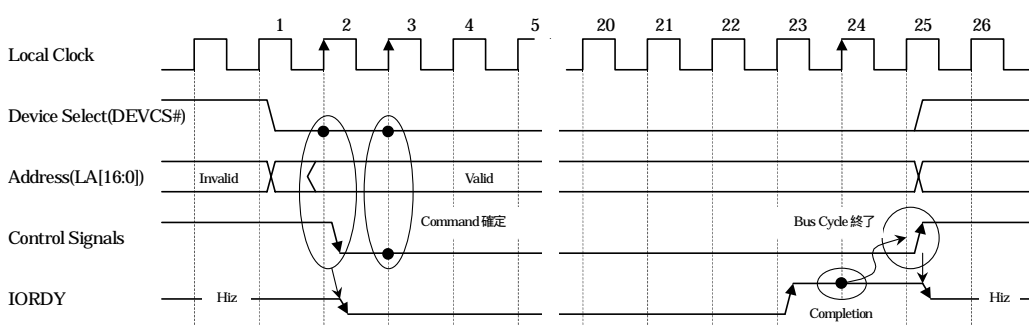 1 2 3 4 5 20 21 22 23 24 25 26
Local Clock
Device Select(DEVCS#)
Address(LA[16:0]) Invalid Valid
Command 確定 Bus Cycle 終了
Control Signals
IORDY Hiz Hiz
Completion